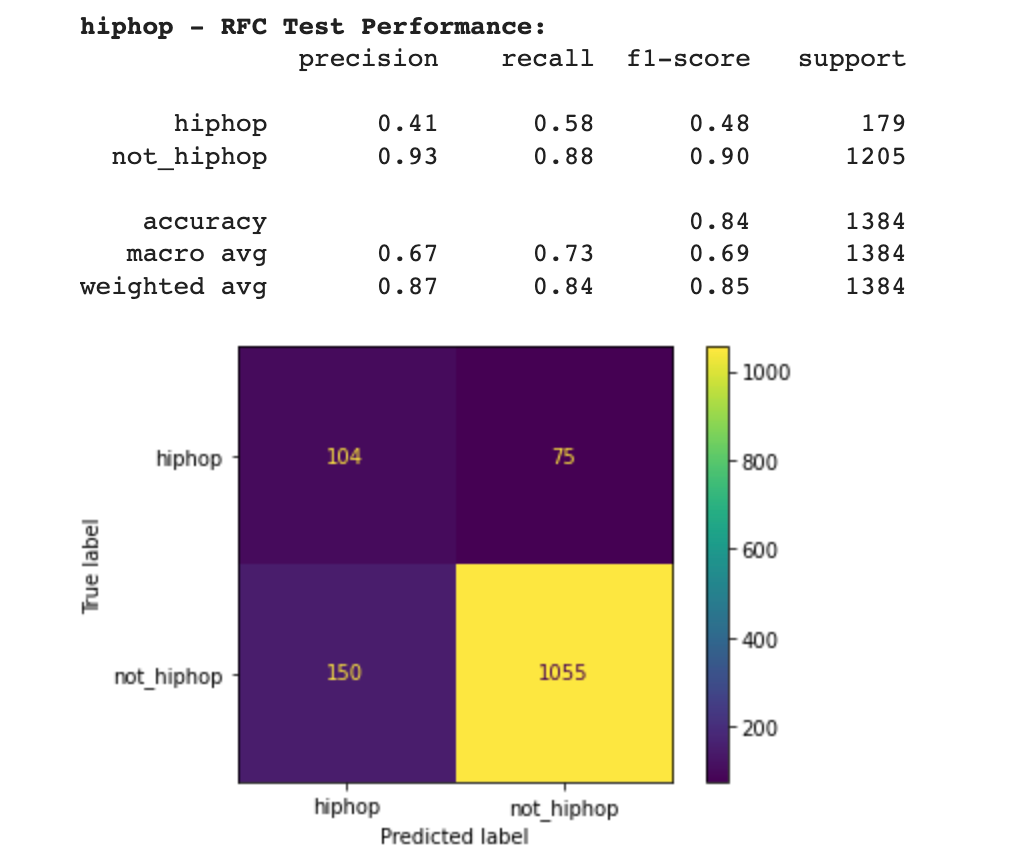 hiphop - RFC Test Performance:
precision recall f1-score support
hiphop 0.41 0.58 0.48 179
not_hiphop 0.93 0.88 0.90 1205
accuracy 0.84 1384
macro avg 0.67 0.73 0.69 1384
weighted avg 0.87 0.84 0.85 1384
1000
hiphop 104 75
800
True label
600
400
not_hiphop 150 1055
200
hiphop not_hiphop
Predicted label